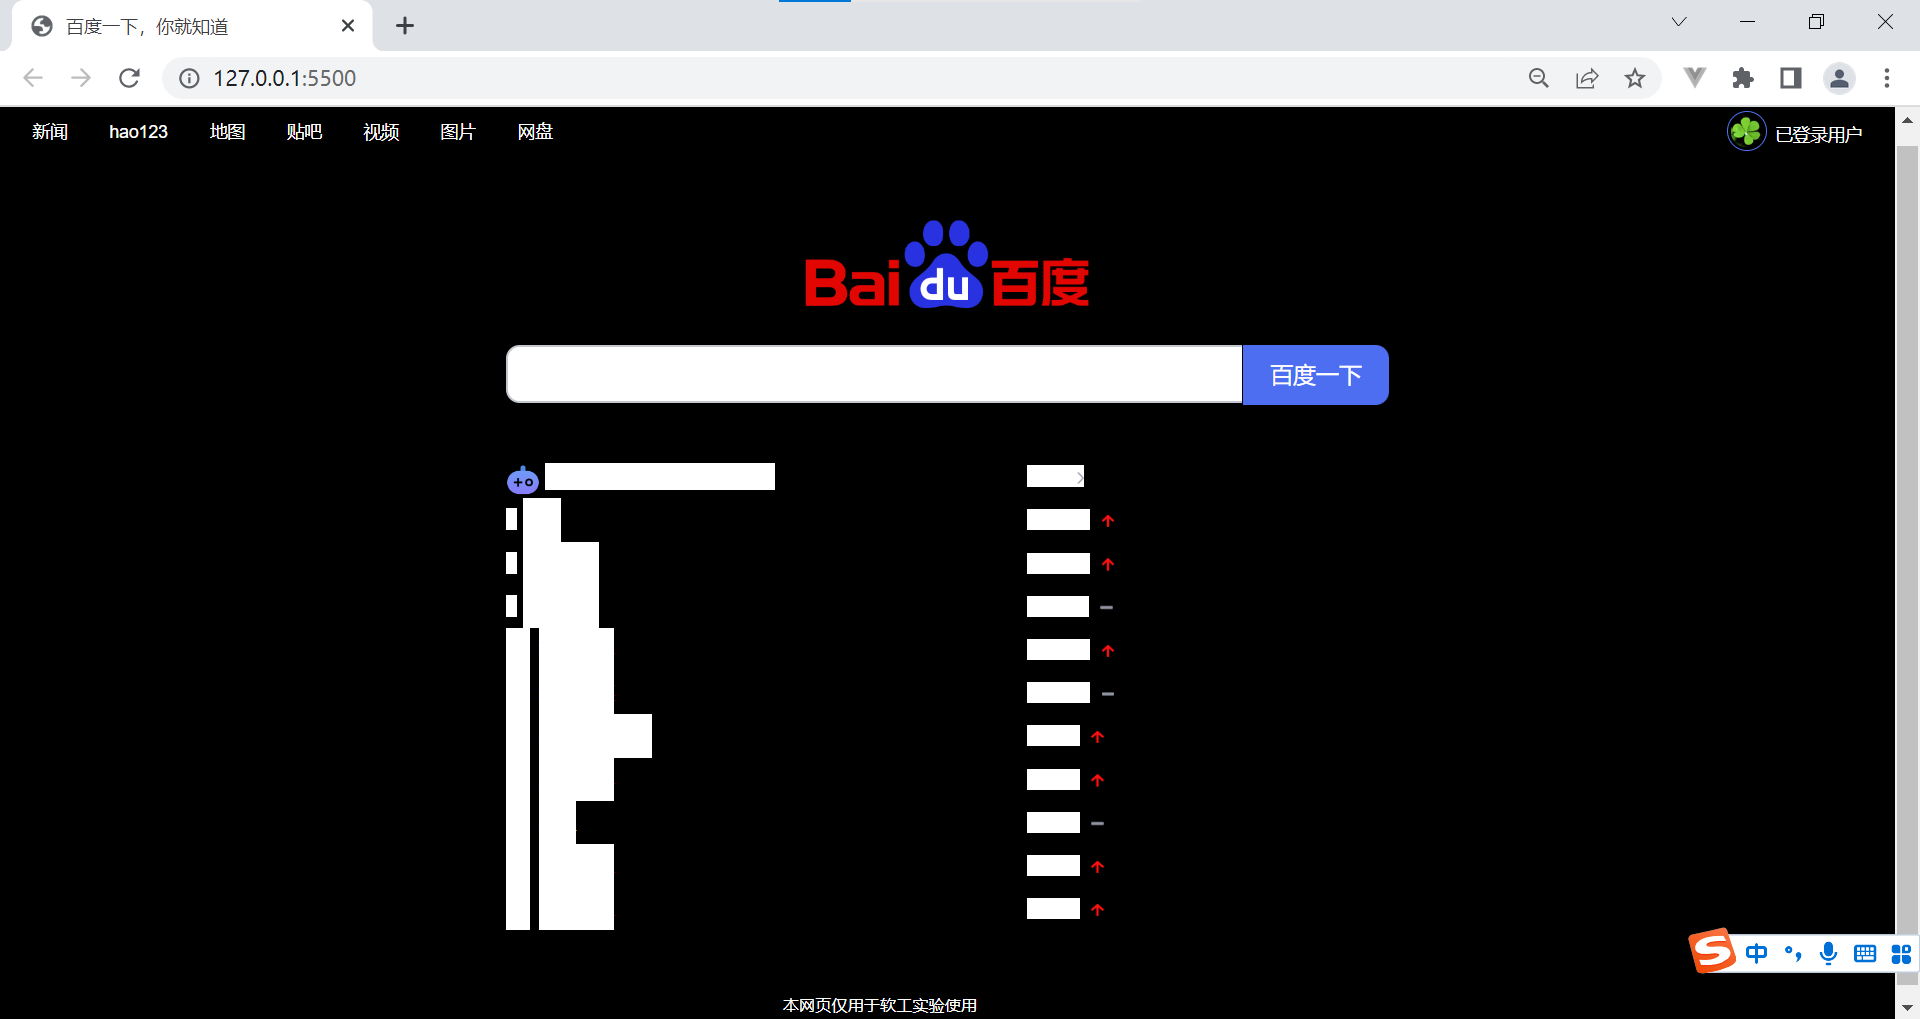 百度一下，你就知道
127.0.0.1:5500
新闻 hao123 地图 贴吧 视频 图片 网盘 已登录用户
Bai du 百度
百度一下
中
本网页仅用于软工实验使用